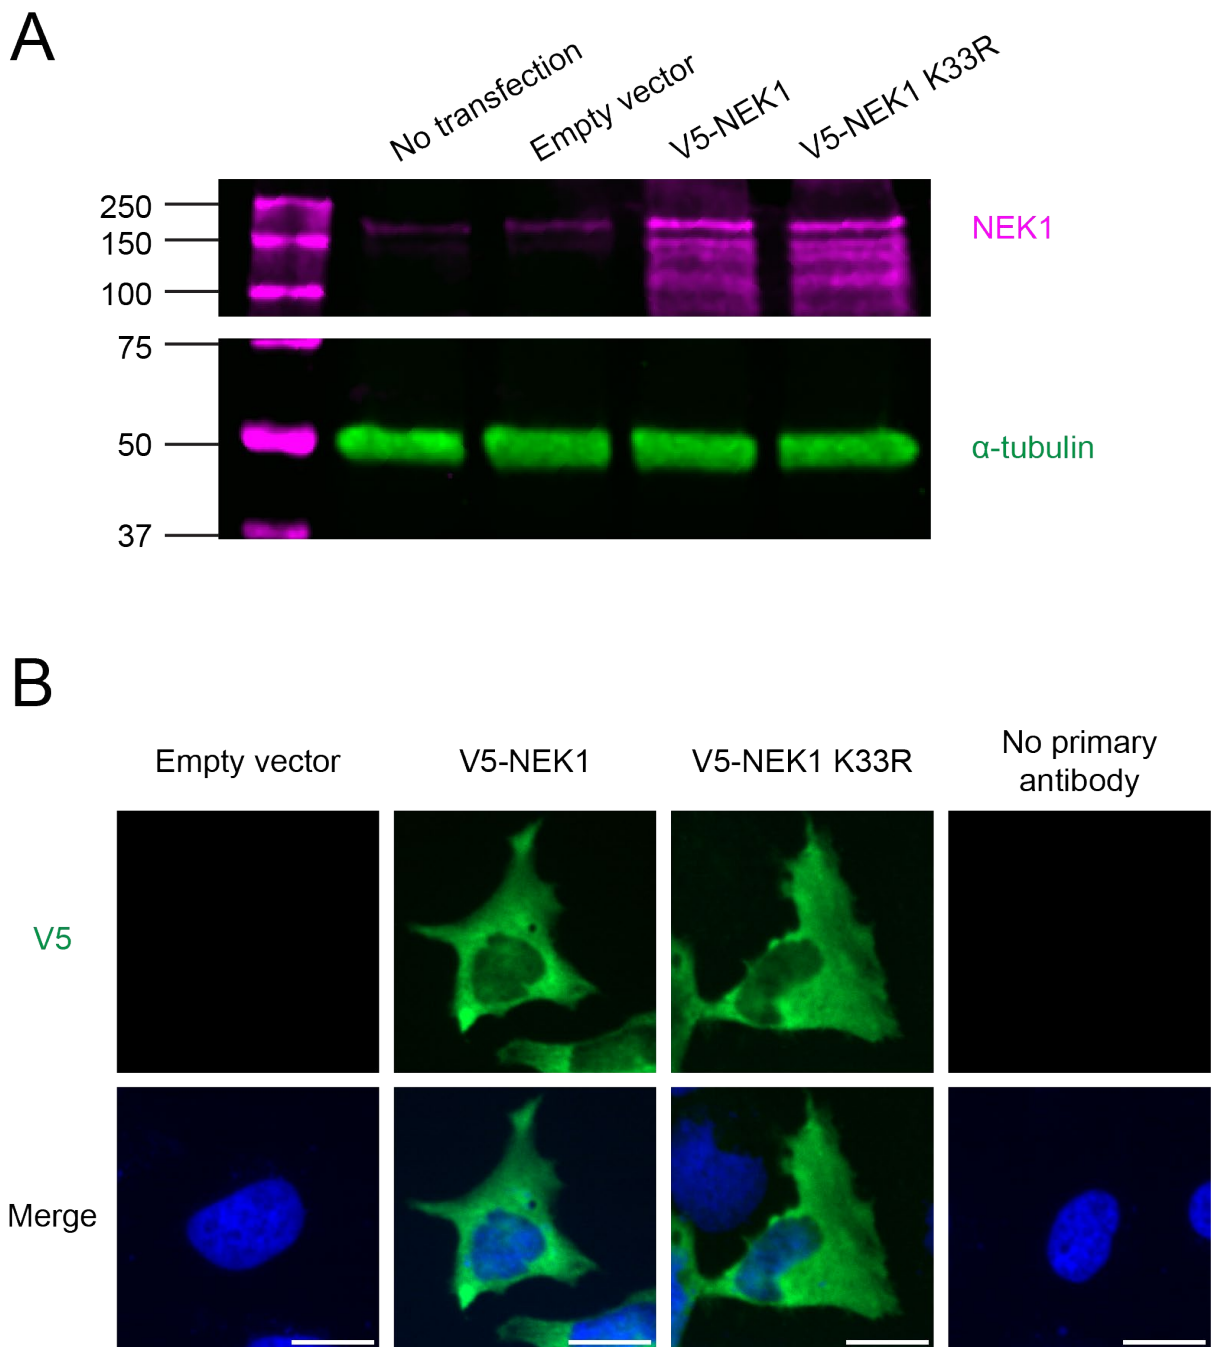 A
No transfection
Empty vector
V5-NEK1
V5-NEK1 K33R
250
150
100
NEK1
75
50
37
α-tubulin
B
Empty vector
V5-NEK1
V5-NEK1 K33R
No primary
antibody
V5
Merge